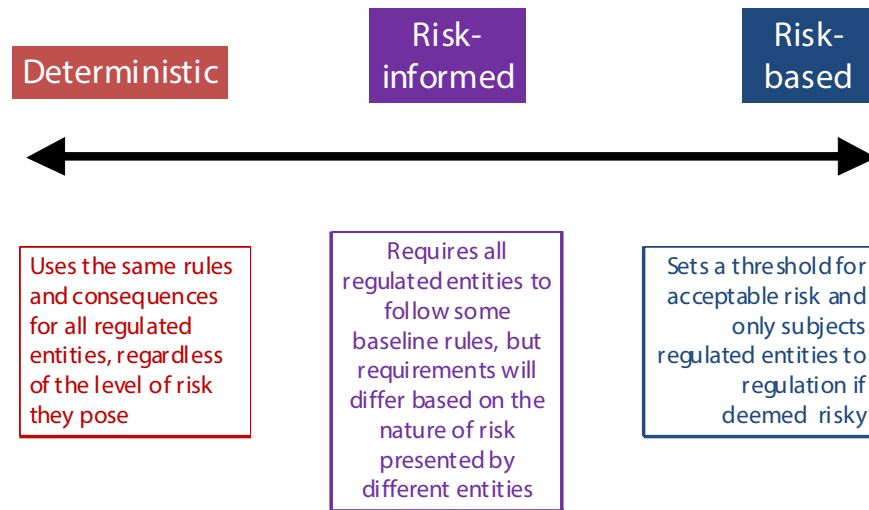 Deterministic
Risk-
informed
Risk-
based
Uses the same rules
and consequences
for all regulated
entities, regardless
of the level of risk
they pose
Requires all
regulated entities to
follow some
baseline rules, but
requirements will
differ based on the
nature of risk
presented by
different entities
Sets a threshold for
acceptable risk and
only subjects
regulated entities to
regulation if
deemed risky